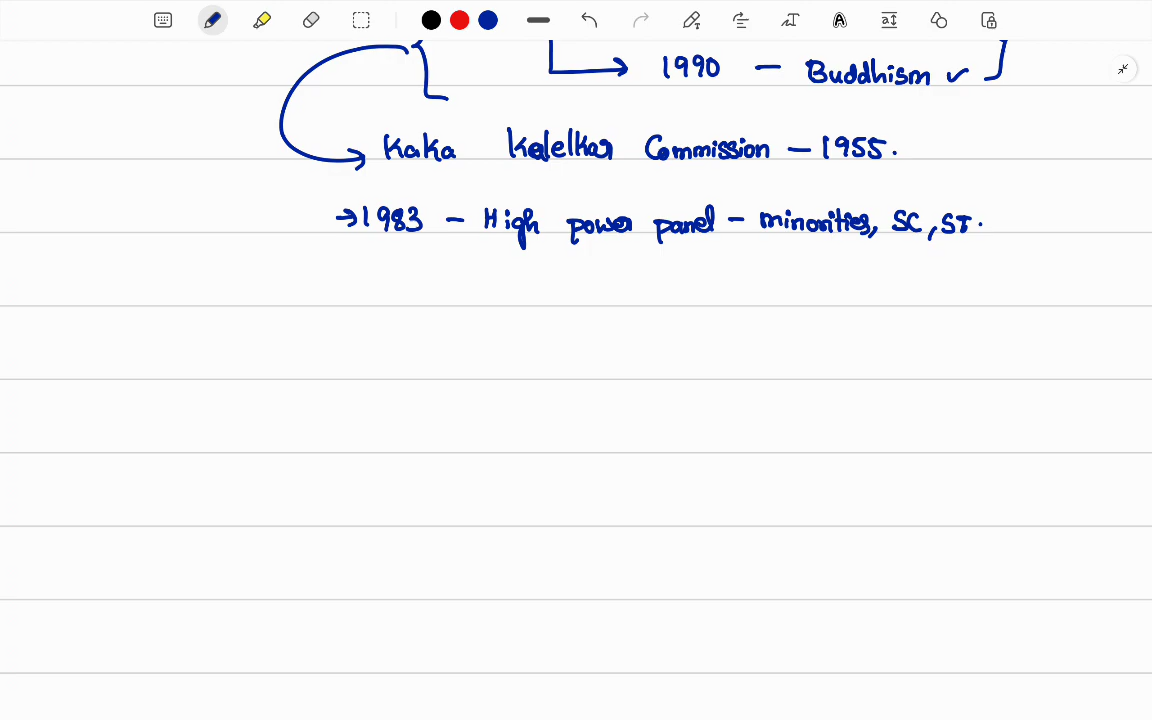 1990 - Buddhism ✓
Kaka Kalelkar Commission - 1955.
→ 1983 - High power panel - minorities, SC, ST.